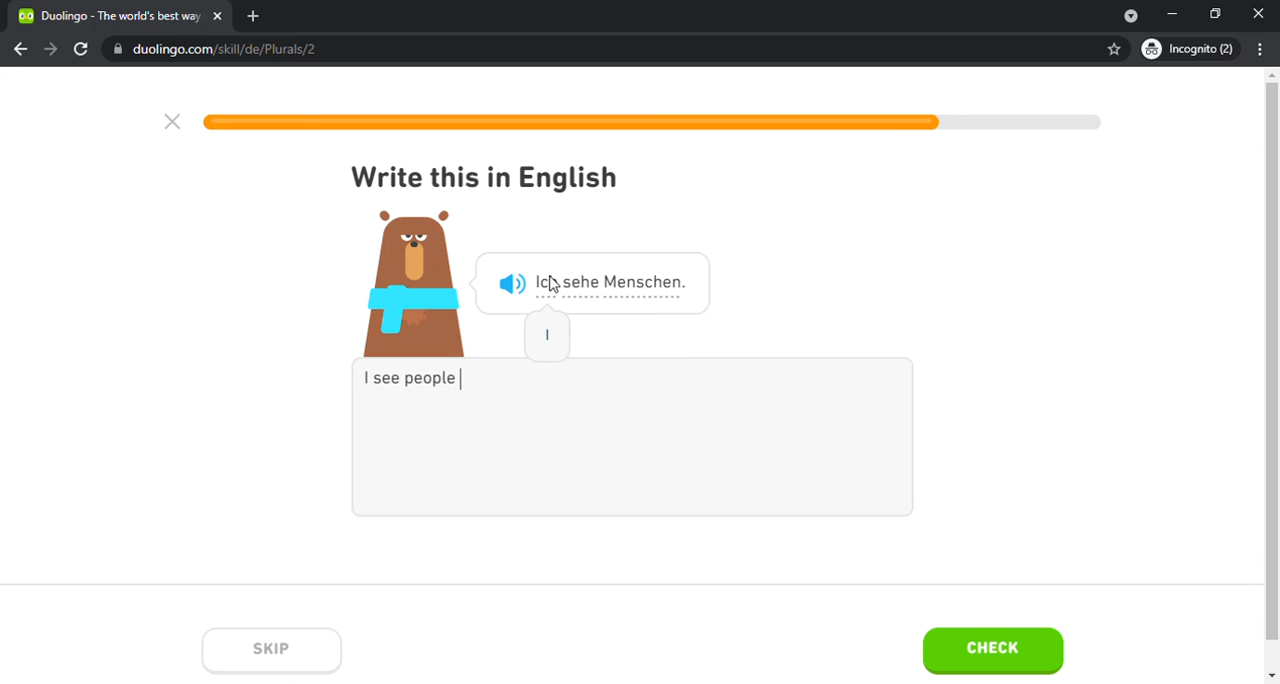 Duolingo - The world's best way
duolingo.com/skill/de/Plurals/2
Incognito (2)
Write this in English
Ich sehe Menschen.
I
I see people
SKIP
CHECK